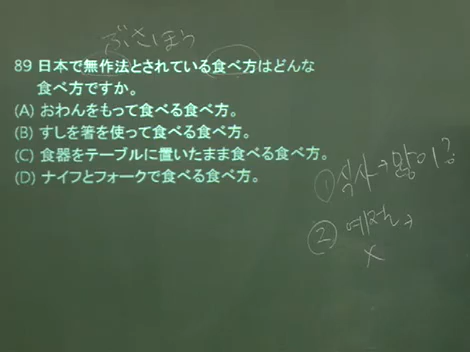 ぶさほう
89 日本で無作法とされている食べ方はどんな
食べ方ですか。
(A) おわんをもって食べる食べ方。
(B) すしを箸を使って食べる食べ方。
(C) 食器をテーブルに置いたまま食べる食べ方。
(D) ナイフとフォークで食べる食べ方。
① 식사→많이?
② 예절→
X